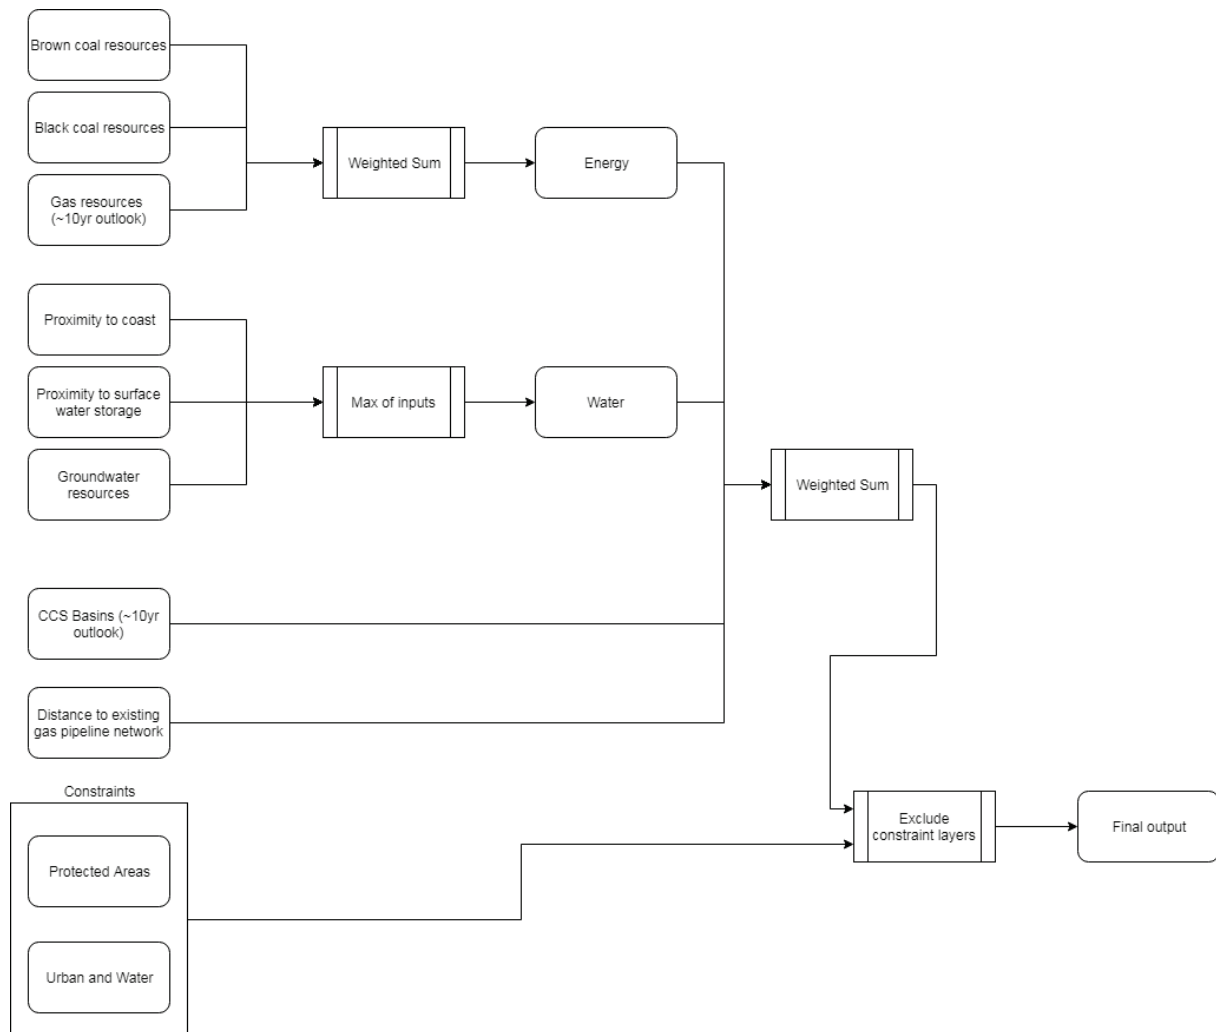 Brown coal resources
Black coal resources
Gas resources
(~10yr outlook)
Weighted Sum
Energy
Proximity to coast
Proximity to surface
water storage
Groundwater
resources
Max of inputs
Water
Weighted Sum
CCS Basins (~10yr
outlook)
Distance to existing
gas pipeline network
Constraints
Protected Areas
Urban and Water
Exclude
constraint layers
Final output